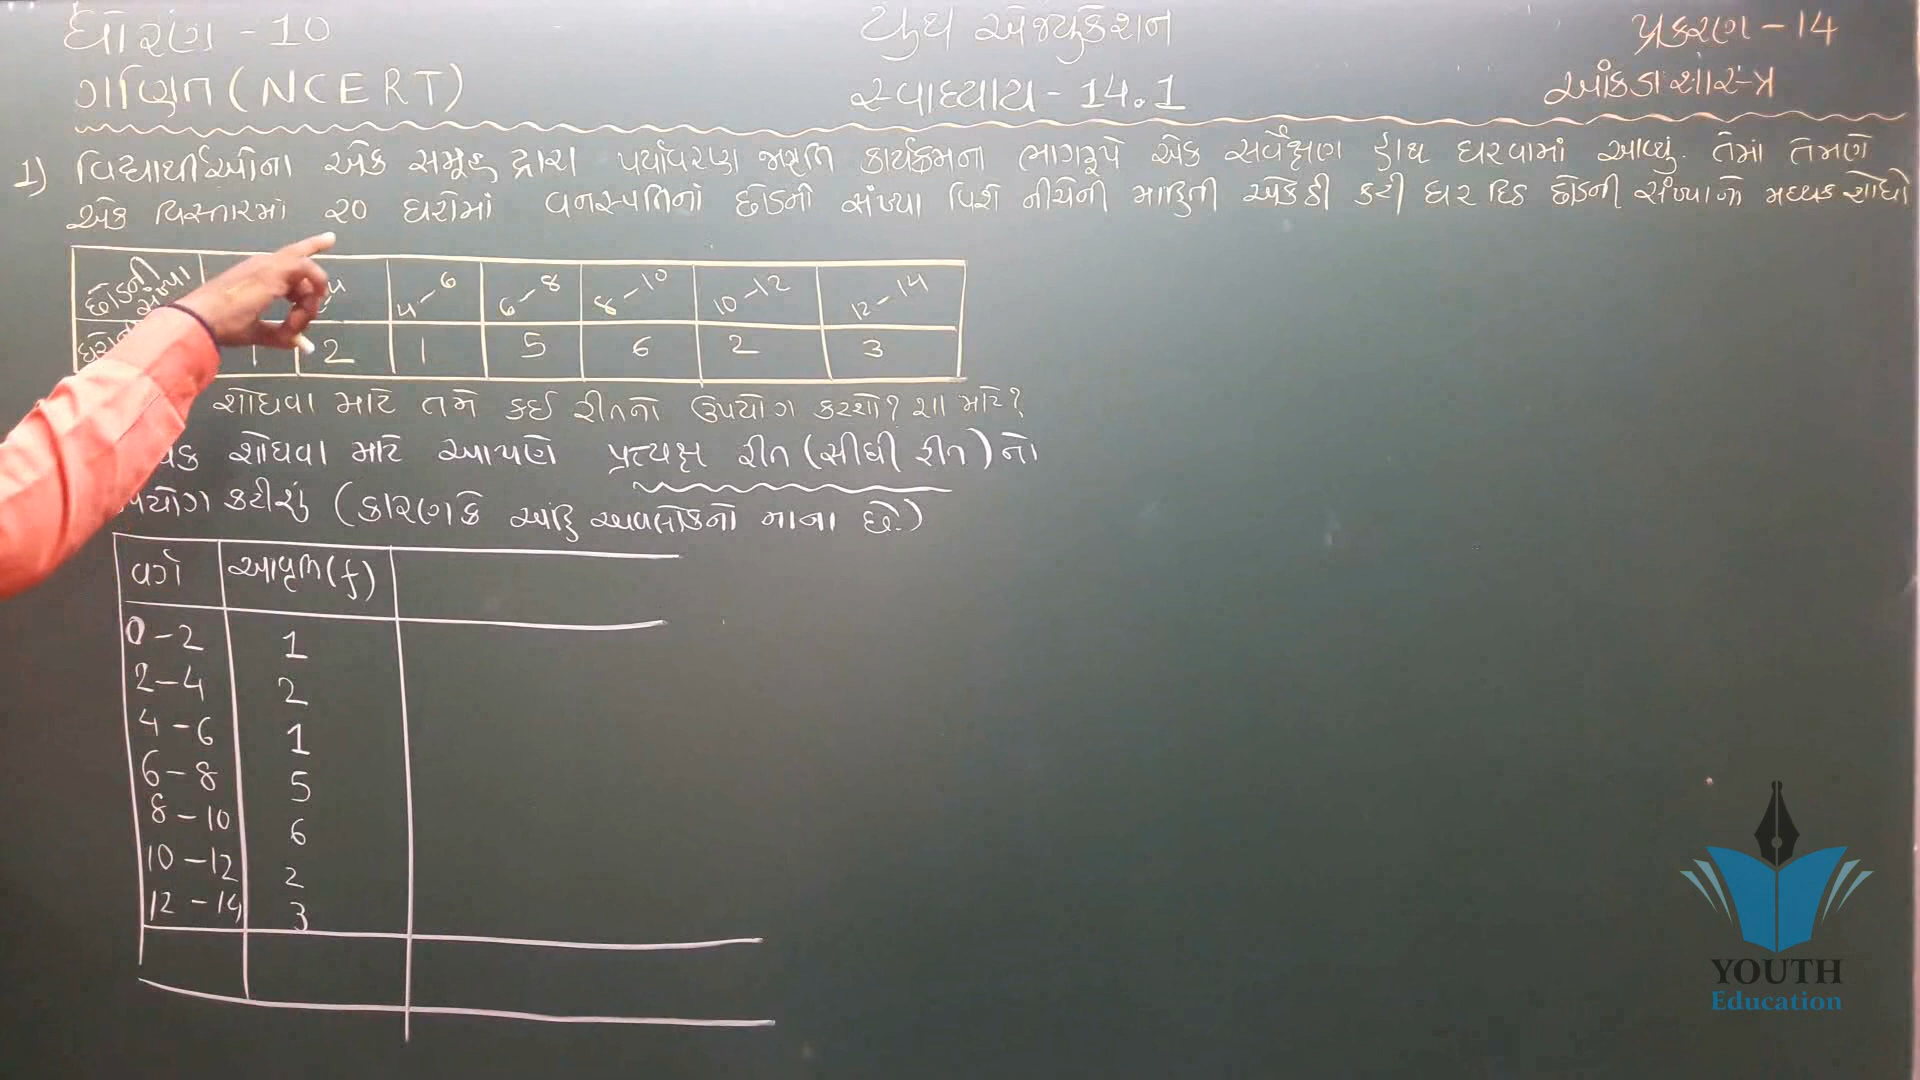 ધોરણ - 10
યુથ એજ્યુકેશન
પ્રકરણ - 14
ગણિત (NCERT)
સ્વાધ્યાય - 14.1
આંકડાશાસ્ત્ર
1) વિદ્યાર્થીઓના એક સમૂહ દ્વારા પર્યાવરણ જાગૃતિ કાર્યક્રમના ભાગરૂપે એક સર્વેક્ષણ હાથ ધરવામાં આવ્યું. તેમાં તેમણે
એક વિસ્તારમાં ૨૦ ઘરોમાં વનસ્પતિનાં છોડની સંખ્યા વિશે નીચેની માહિતી એકઠી કરી ઘર દિઠ છોડની સંખ્યાનો મધ્યક શોધો
છોડની સંખ્યા 4-6 6-8 8-10 10-12 12-14
1 2 1 5 6 2 3
શોધવા માટે તમે કઈ રીતનો ઉપયોગ કરશો? શા માટે?
શોધવા માટે આપણે પ્રત્યક્ષ રીત (સીધી રીત) નો
કરીશું (કારણકે અહિં અવલોકનો નાના છે.)
વર્ગ આવૃત્તિ (f)
0-2 1
2-4 2
4-6 1
6-8 5
8-10 6
10-12 2
12-14 3
YOUTH
Education